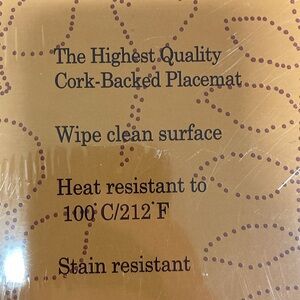 The Highest Quality
Cork-Backed Placemat
Wipe clean surface
Heat resistant to
100°C/212°F
Stain resistant